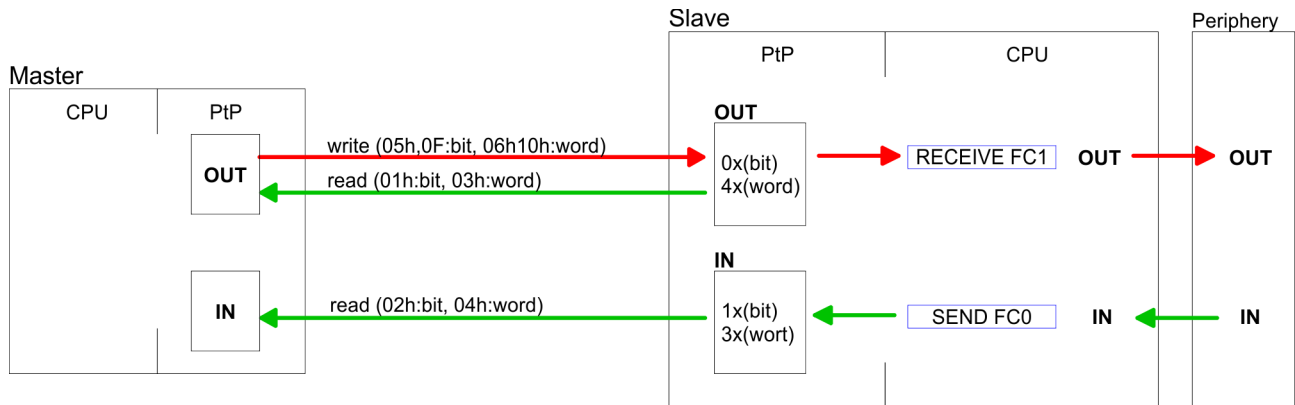 Slave
Periphery
PtP
CPU
Master
CPU
PtP
OUT
write (05h,0F:bit, 06h10h:word)
0x(bit)
RECEIVE FC1
OUT
OUT
OUT
read (01h:bit, 03h:word)
4x(word)
IN
read (02h:bit, 04h:word)
1x(bit)
IN
3x(wort)
SEND FC0
IN
IN